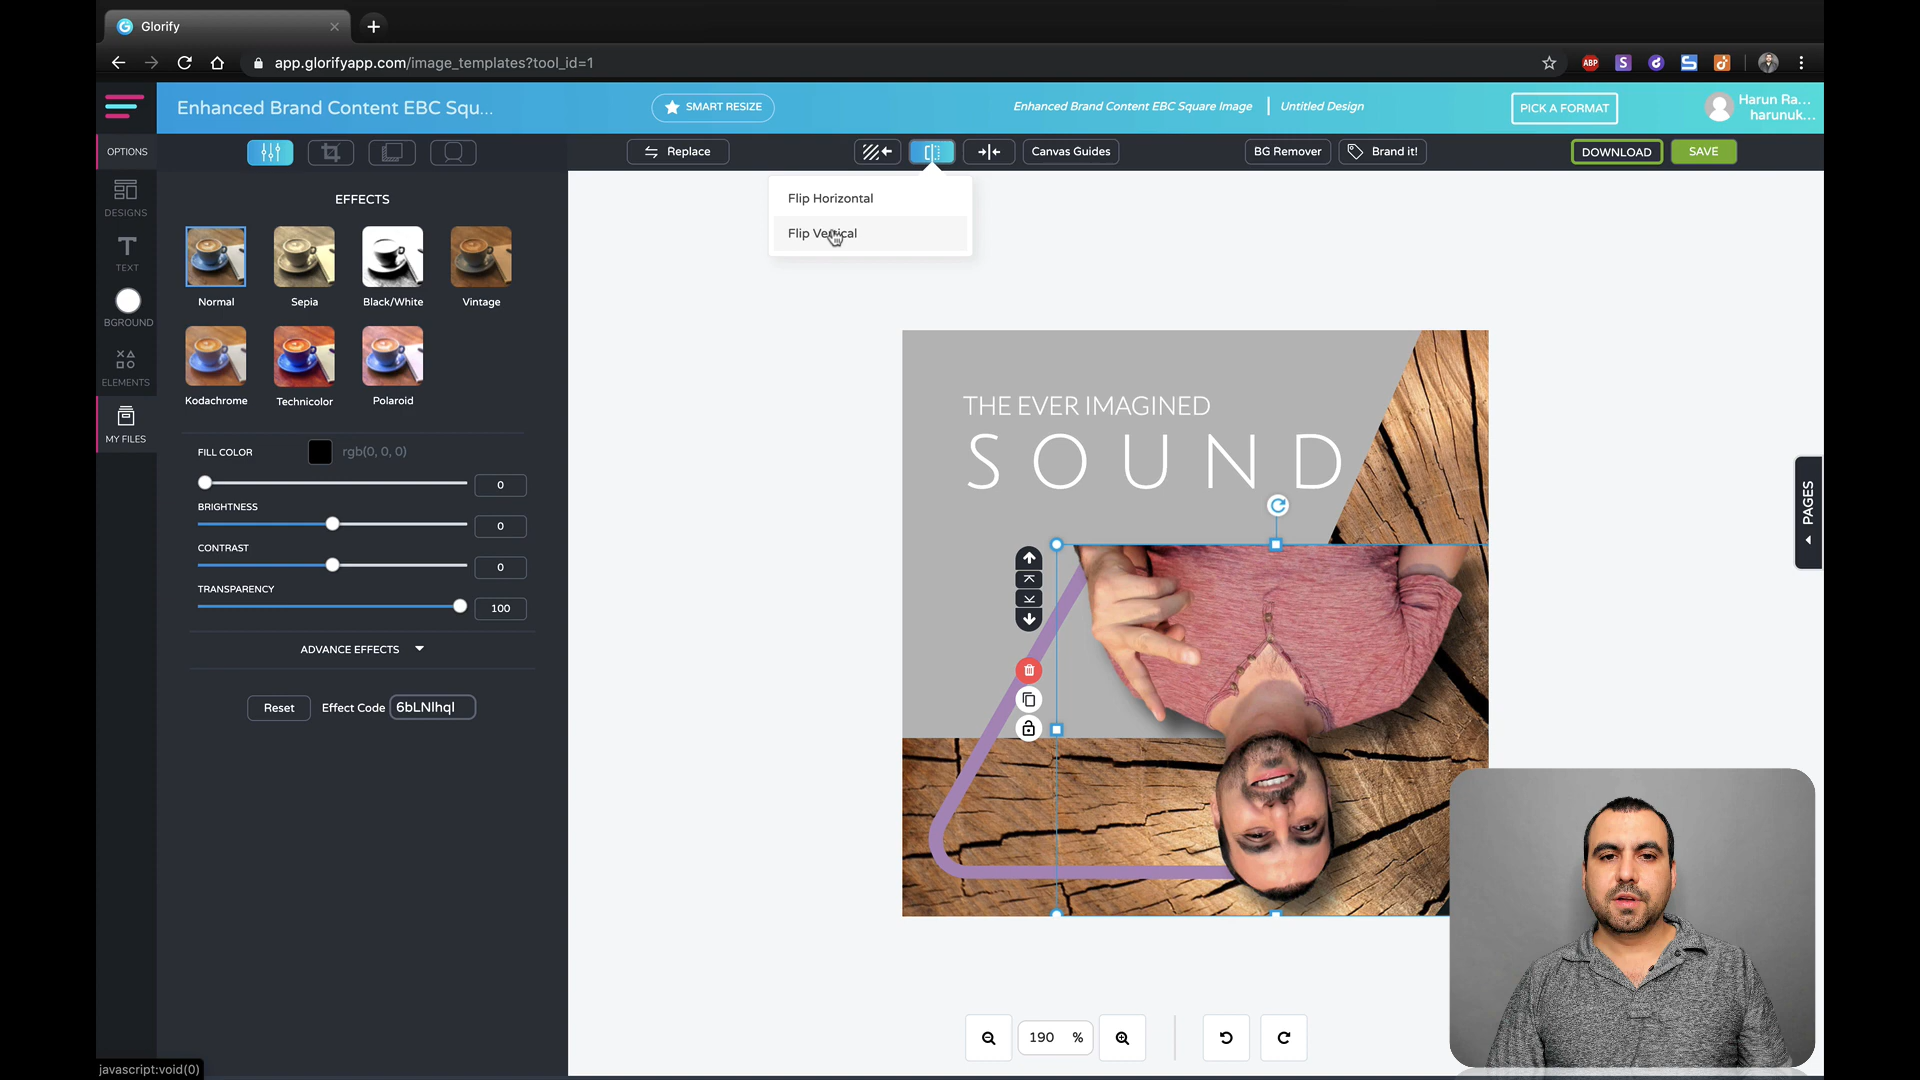 Glorify
app.glorifyapp.com/image_templates?tool_id=1
ABP
Enhanced Brand Content EBC Squ...
SMART RESIZE
Enhanced Brand Content EBC Square Image
Untitled Design
PICK A FORMAT
Harun Ra...
harunuk...
OPTIONS
Replace
Canvas Guides
BG Remover
Brand it!
DOWNLOAD
SAVE
DESIGNS
TEXT
BGROUND
ELEMENTS
MY FILES
EFFECTS
Normal
Sepia
Black/White
Vintage
Kodachrome
Technicolor
Polaroid
FILL COLOR
rgb(0, 0, 0)
0
BRIGHTNESS
0
CONTRAST
0
TRANSPARENCY
100
ADVANCE EFFECTS
Reset
Effect Code
6bLNlhql
Flip Horizontal
Flip Vertical
THE EVER IMAGINED
SOUND
PAGES
190 %
javascript:void(0)